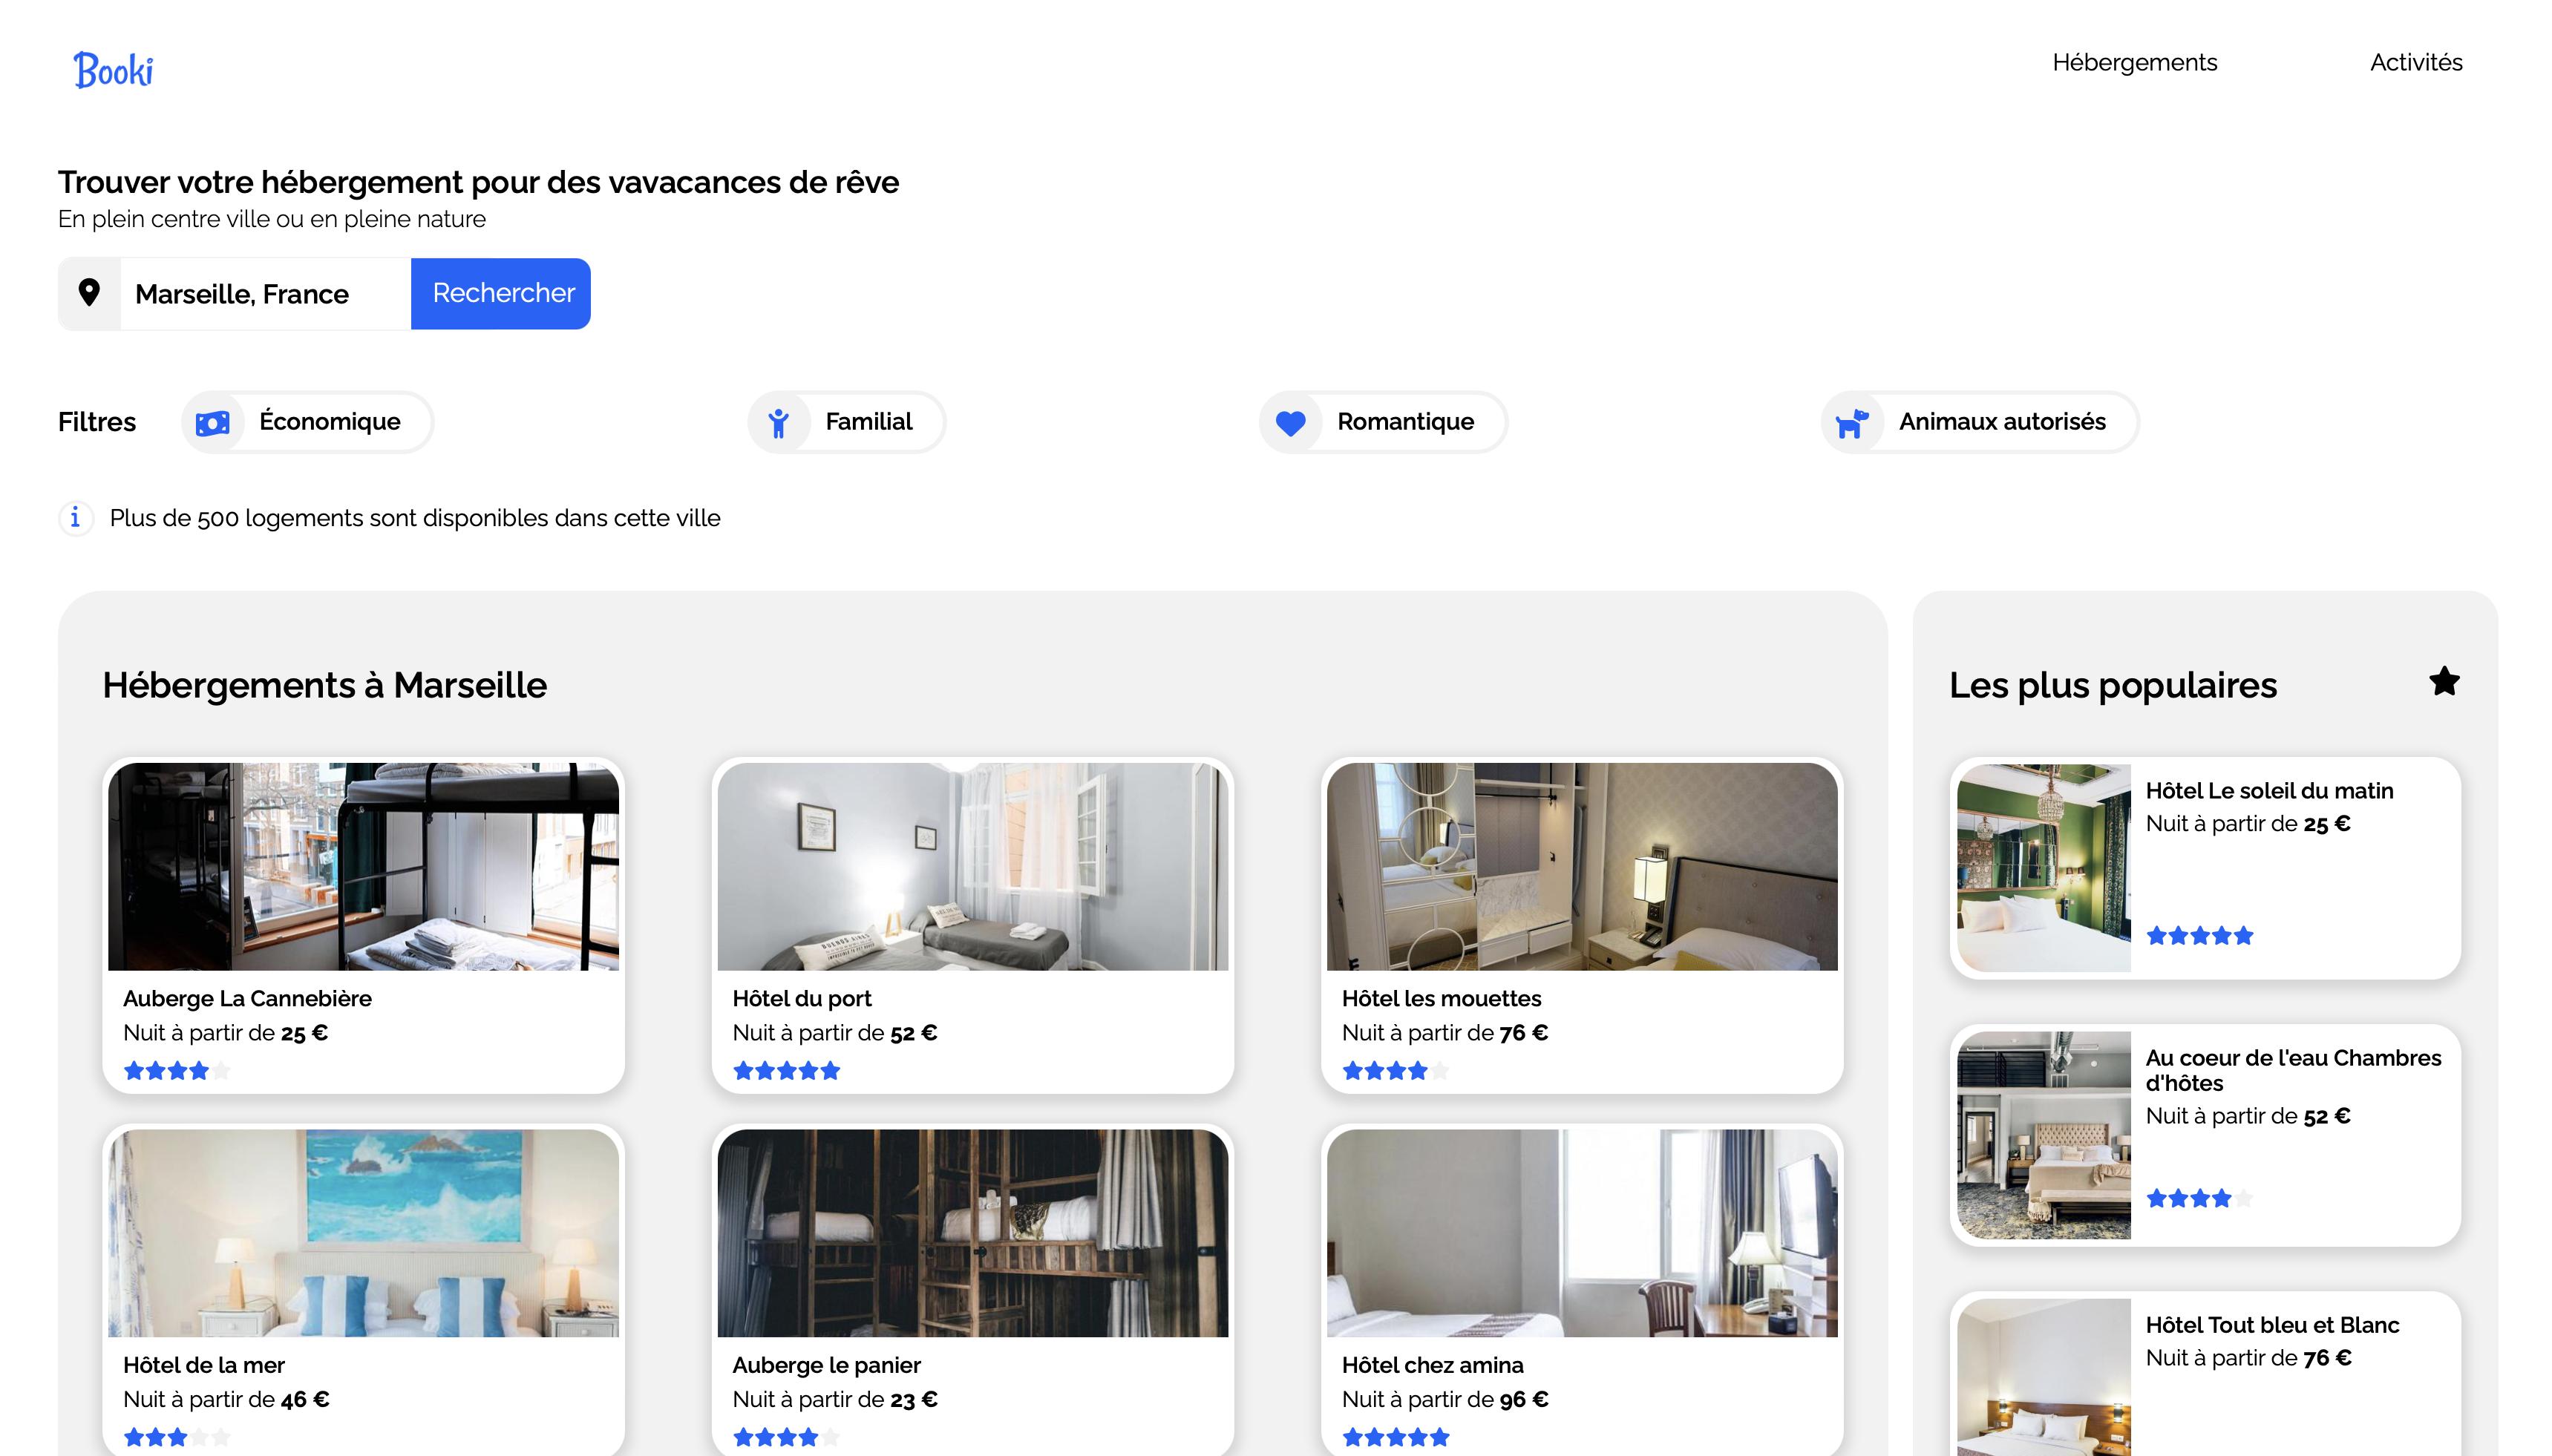 Booki
Hébergements
Activités
Trouver votre hébergement pour des vavacances de rêve
En plein centre ville ou en pleine nature
Marseille, France
Rechercher
Filtres
Économique
Familial
Romantique
Animaux autorisés
Plus de 500 logements sont disponibles dans cette ville
Hébergements à Marseille
Auberge La Cannebière
Nuit à partir de 25 €
Hôtel du port
Nuit à partir de 52 €
Hôtel les mouettes
Nuit à partir de 76 €
Hôtel de la mer
Nuit à partir de 46 €
Auberge le panier
Nuit à partir de 23 €
Hôtel chez amina
Nuit à partir de 96 €
Les plus populaires
Hôtel Le soleil du matin
Nuit à partir de 25 €
Au coeur de l'eau Chambres
d'hôtes
Nuit à partir de 52 €
Hôtel Tout bleu et Blanc
Nuit à partir de 76 €